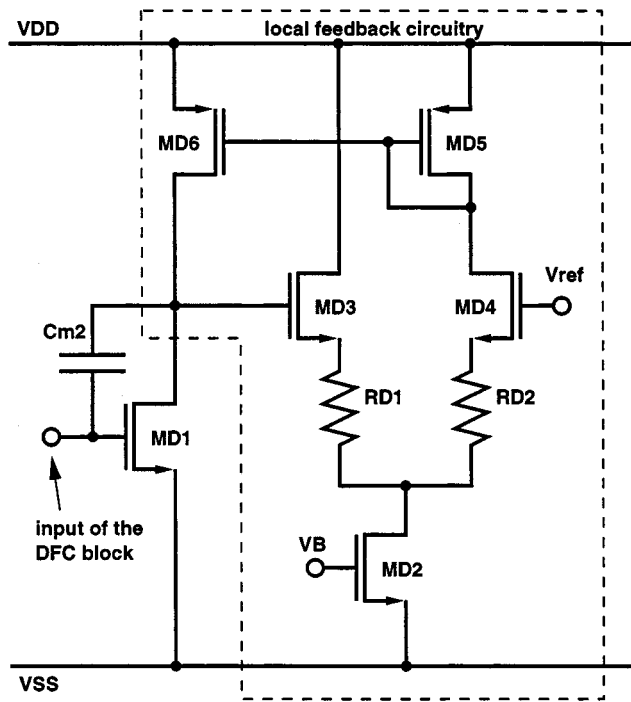 local feedback circuitry
VDD
MD6
MD5
Vref
MD3
MD4
Cm2
RD1
RD2
MD1
input of the
DFC block
VB
MD2
VSS